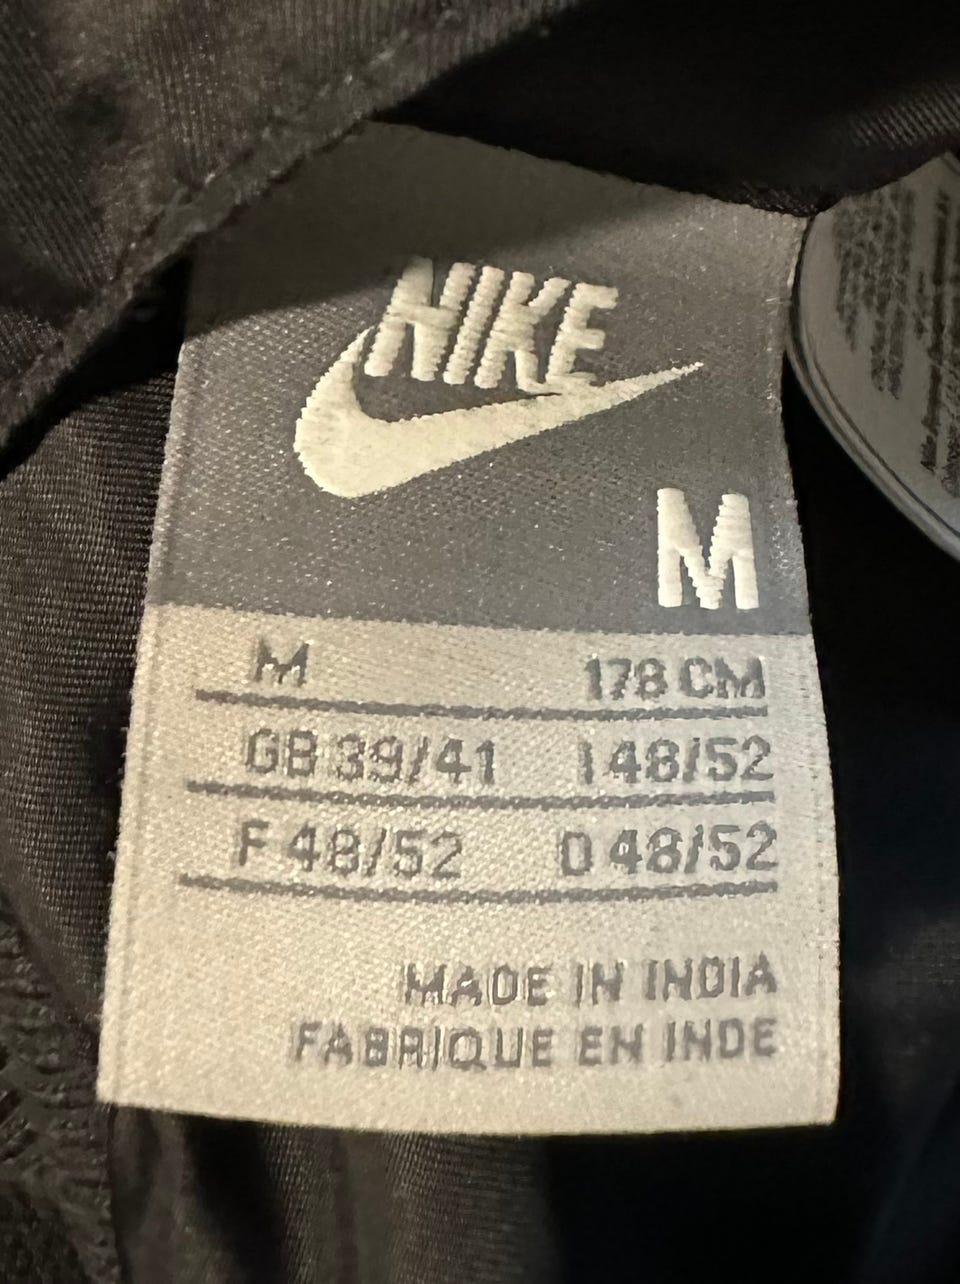 NIKE
M
M 178 CM
GB 39/41 I 48/52
F 48/52 D 48/52
MADE IN INDIA
FABRIQUE EN INDE